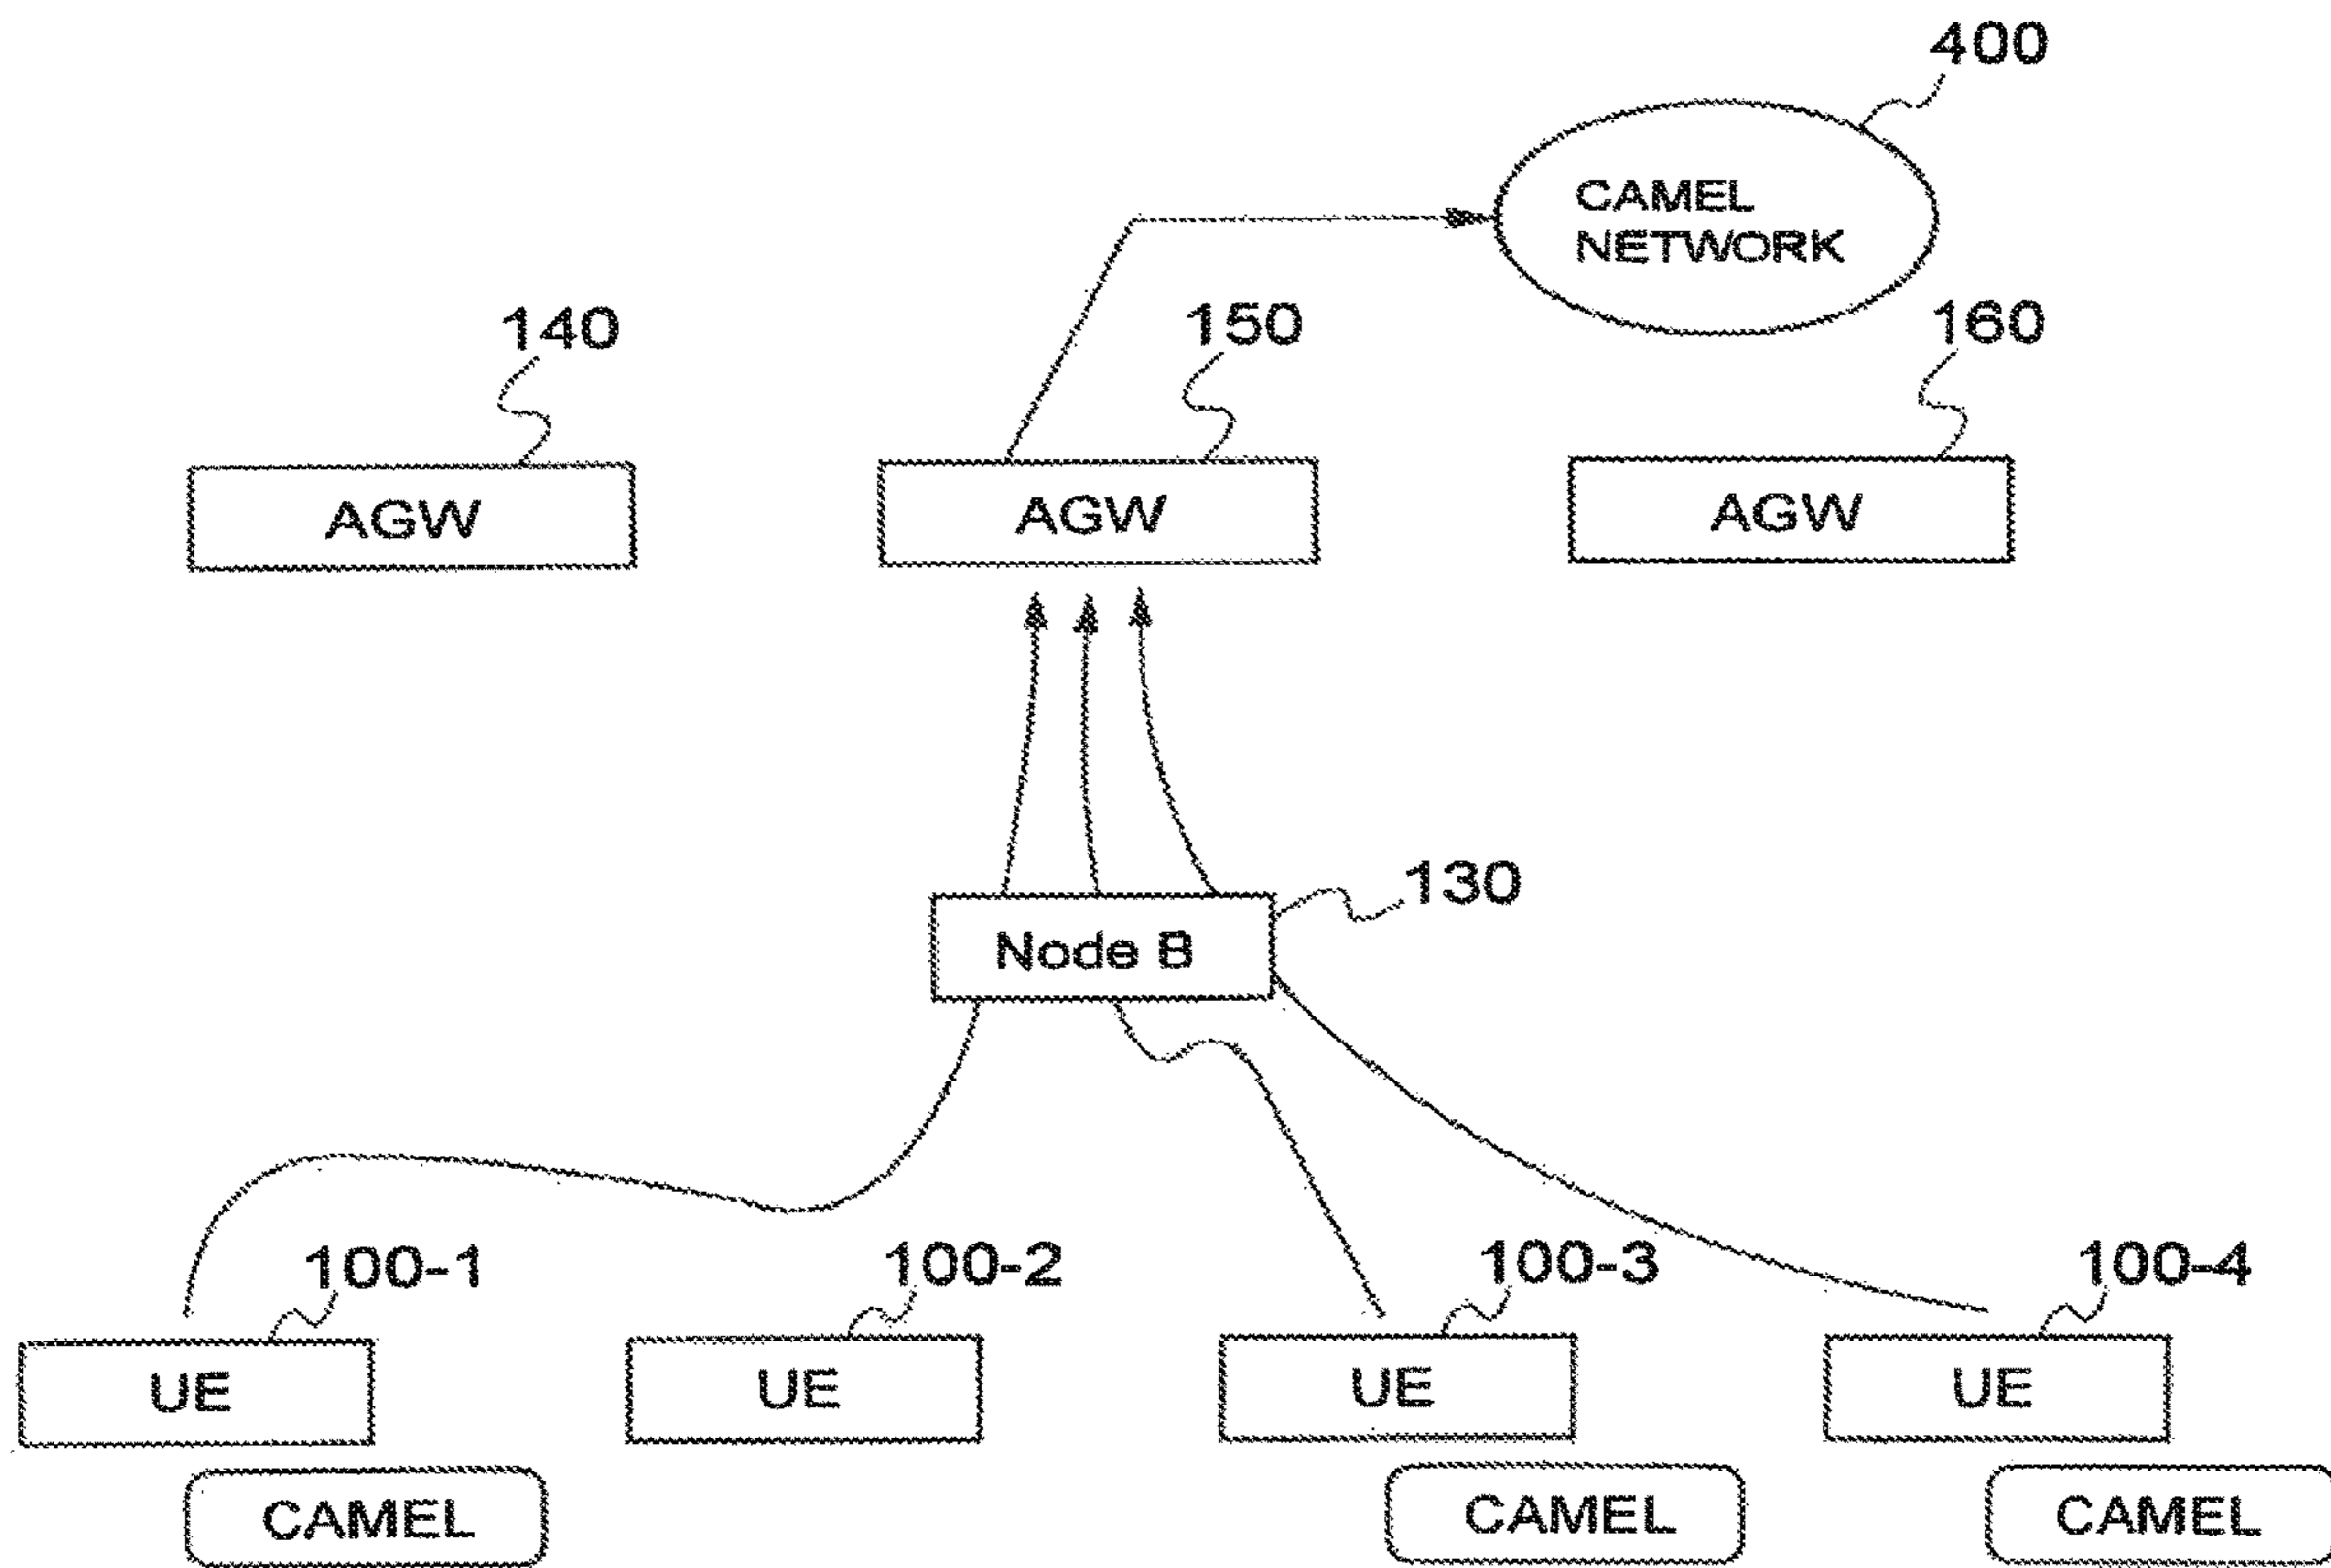 400
CAMEL
NETWORK
140
150
160
AGW
AGW
AGW
130
Node B
100-1
100-2
100-3
100-4
UE
UE
UE
UE
CAMEL
CAMEL
CAMEL